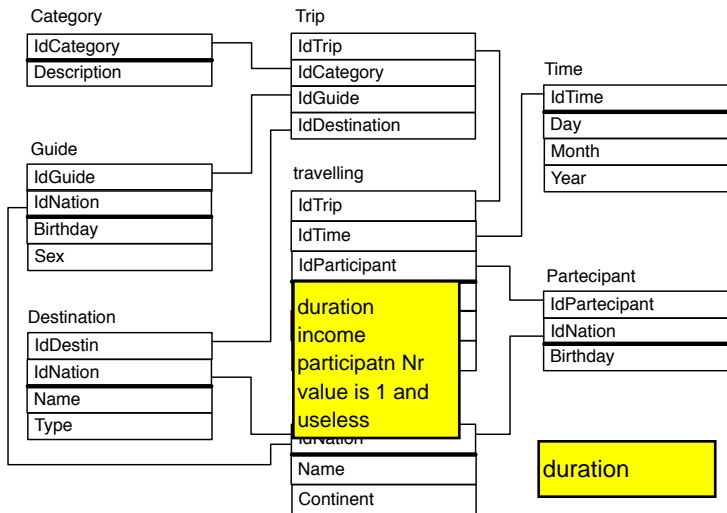 Category
IdCategory
Description
Guide
IdGuide
IdNation
Birthday
Sex
Destination
IdDestin
IdNation
Name
Type
Trip
IdTrip
IdCategory
IdGuide
IdDestination
travelling
IdTrip
IdTime
IdParticipant
duration
income
participatn Nr
value is 1 and
useless
IdNation
Name
Continent
Time
IdTime
Day
Month
Year
Partecipant
IdPartecipant
IdNation
Birthday
duration